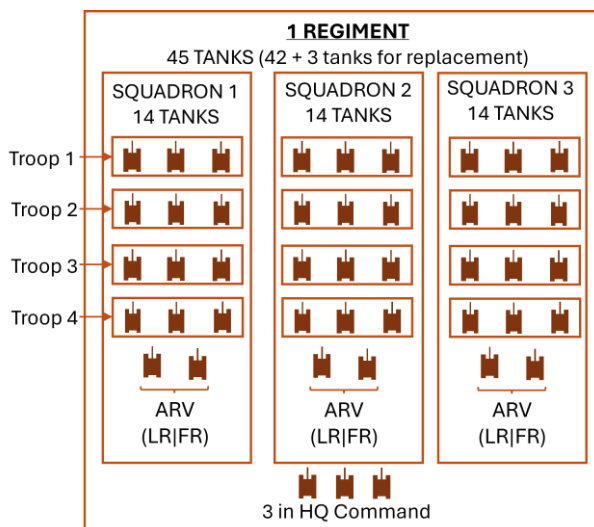 1 REGIMENT
45 TANKS (42 + 3 tanks for replacement)
SQUADRON 1
14 TANKS
SQUADRON 2
14 TANKS
SQUADRON 3
14 TANKS
Troop 1
Troop 2
Troop 3
Troop 4
ARV
(LR|FR)
ARV
(LR|FR)
ARV
(LR|FR)
3 in HQ Command